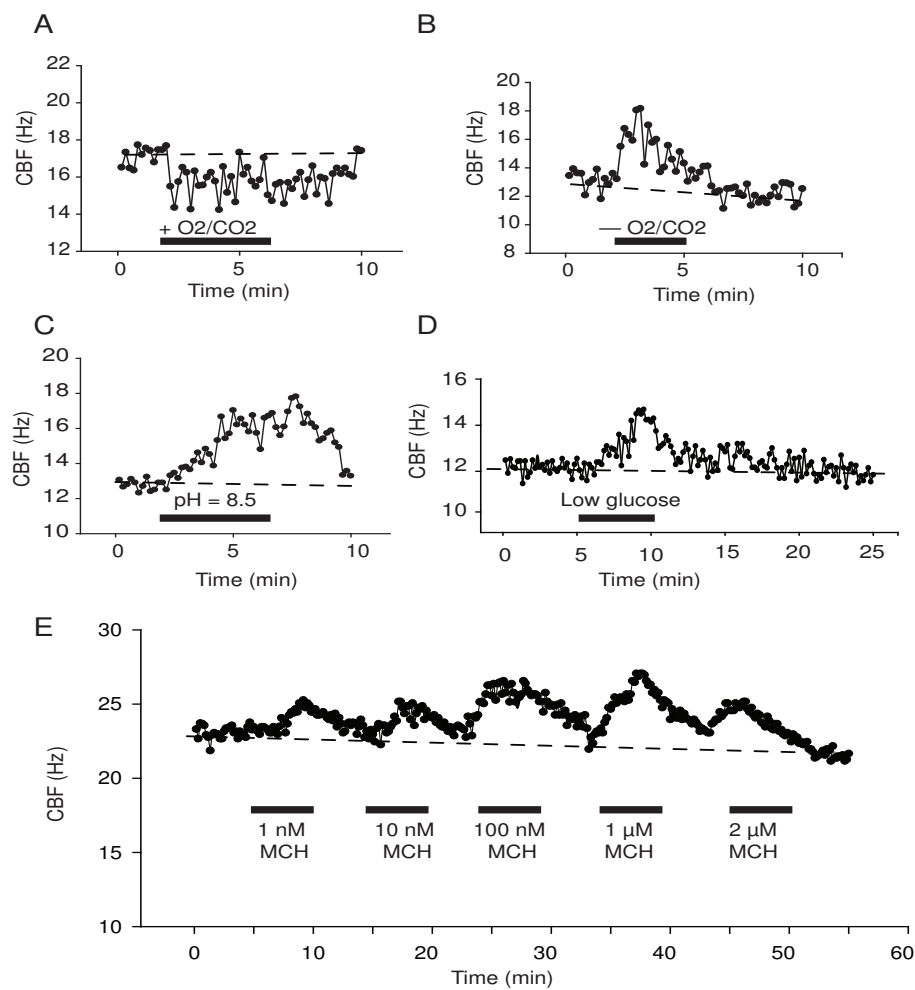 A
CBF (Hz)
22
20
18
16
14
12
+ O2/CO2
0
5
10
Time (min)
B
CBF (Hz)
20
18
16
14
12
10
8
— O2/CO2
0
5
10
Time (min)
C
CBF (Hz)
20
18
16
14
12
10
pH = 8.5
0
5
10
Time (min)
D
CBF (Hz)
16
14
12
10
Low glucose
0
5
10
15
20
25
Time (min)
E
CBF (Hz)
30
25
20
15
10
1 nM
MCH
10 nM
MCH
100 nM
MCH
1 µM
MCH
2 µM
MCH
0
10
20
30
40
50
60
Time (min)